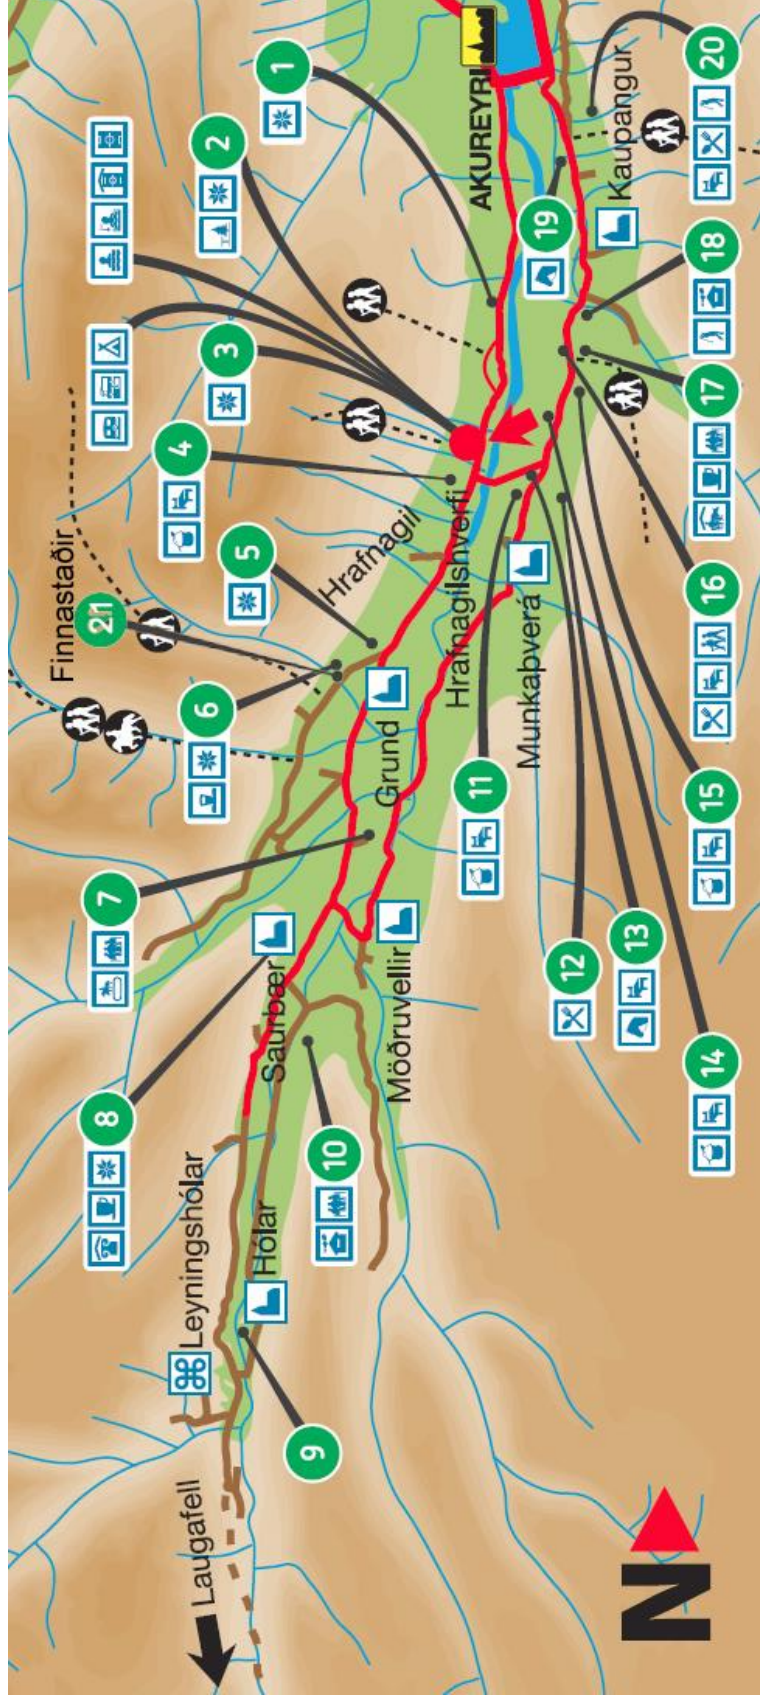 1
2
3
4
5
6
7
8
9
10
11
12
13
14
15
16
17
18
19
20
21
AKUREYRI
Kaupangur
Hrafnagilshverfi
Hrafnagil
Finnastaðir
Grund
Munkaþverá
Möðruvellir
Saurbær
Hólar
Leyningshólar
Laugafell
N